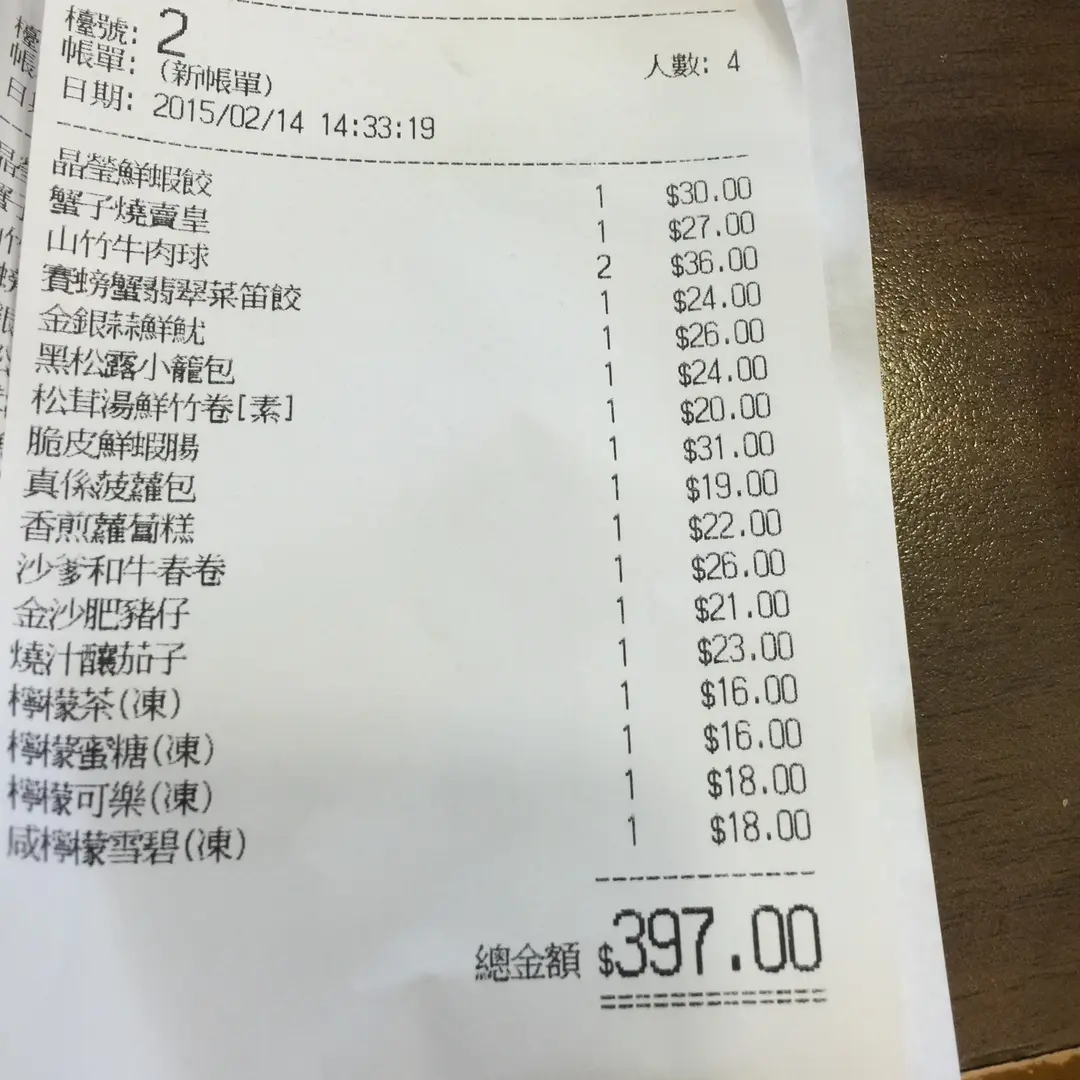 檯號: 2
人數: 4
帳單: (新帳單)
日期: 2015/02/14 14:33:19
晶瑩鮮蝦餃 1 $30.00
蟹子燒賣皇 1 $27.00
山竹牛肉球 2 $36.00
賽螃蟹翡翠菜笛餃 1 $24.00
金銀蒜鮮魷 1 $26.00
黑松露小籠包 1 $24.00
松茸湯鮮竹卷[素] 1 $20.00
脆皮鮮蝦腸 1 $31.00
真係菠蘿包 1 $19.00
香煎蘿蔔糕 1 $22.00
沙爹和牛春卷 1 $26.00
金沙肥豬仔 1 $21.00
燒汁釀茄子 1 $23.00
檸檬茶(凍) 1 $16.00
檸檬蜜糖(凍) 1 $16.00
檸檬可樂(凍) 1 $18.00
咸檸檬雪碧(凍) 1 $18.00
總金額 $397.00